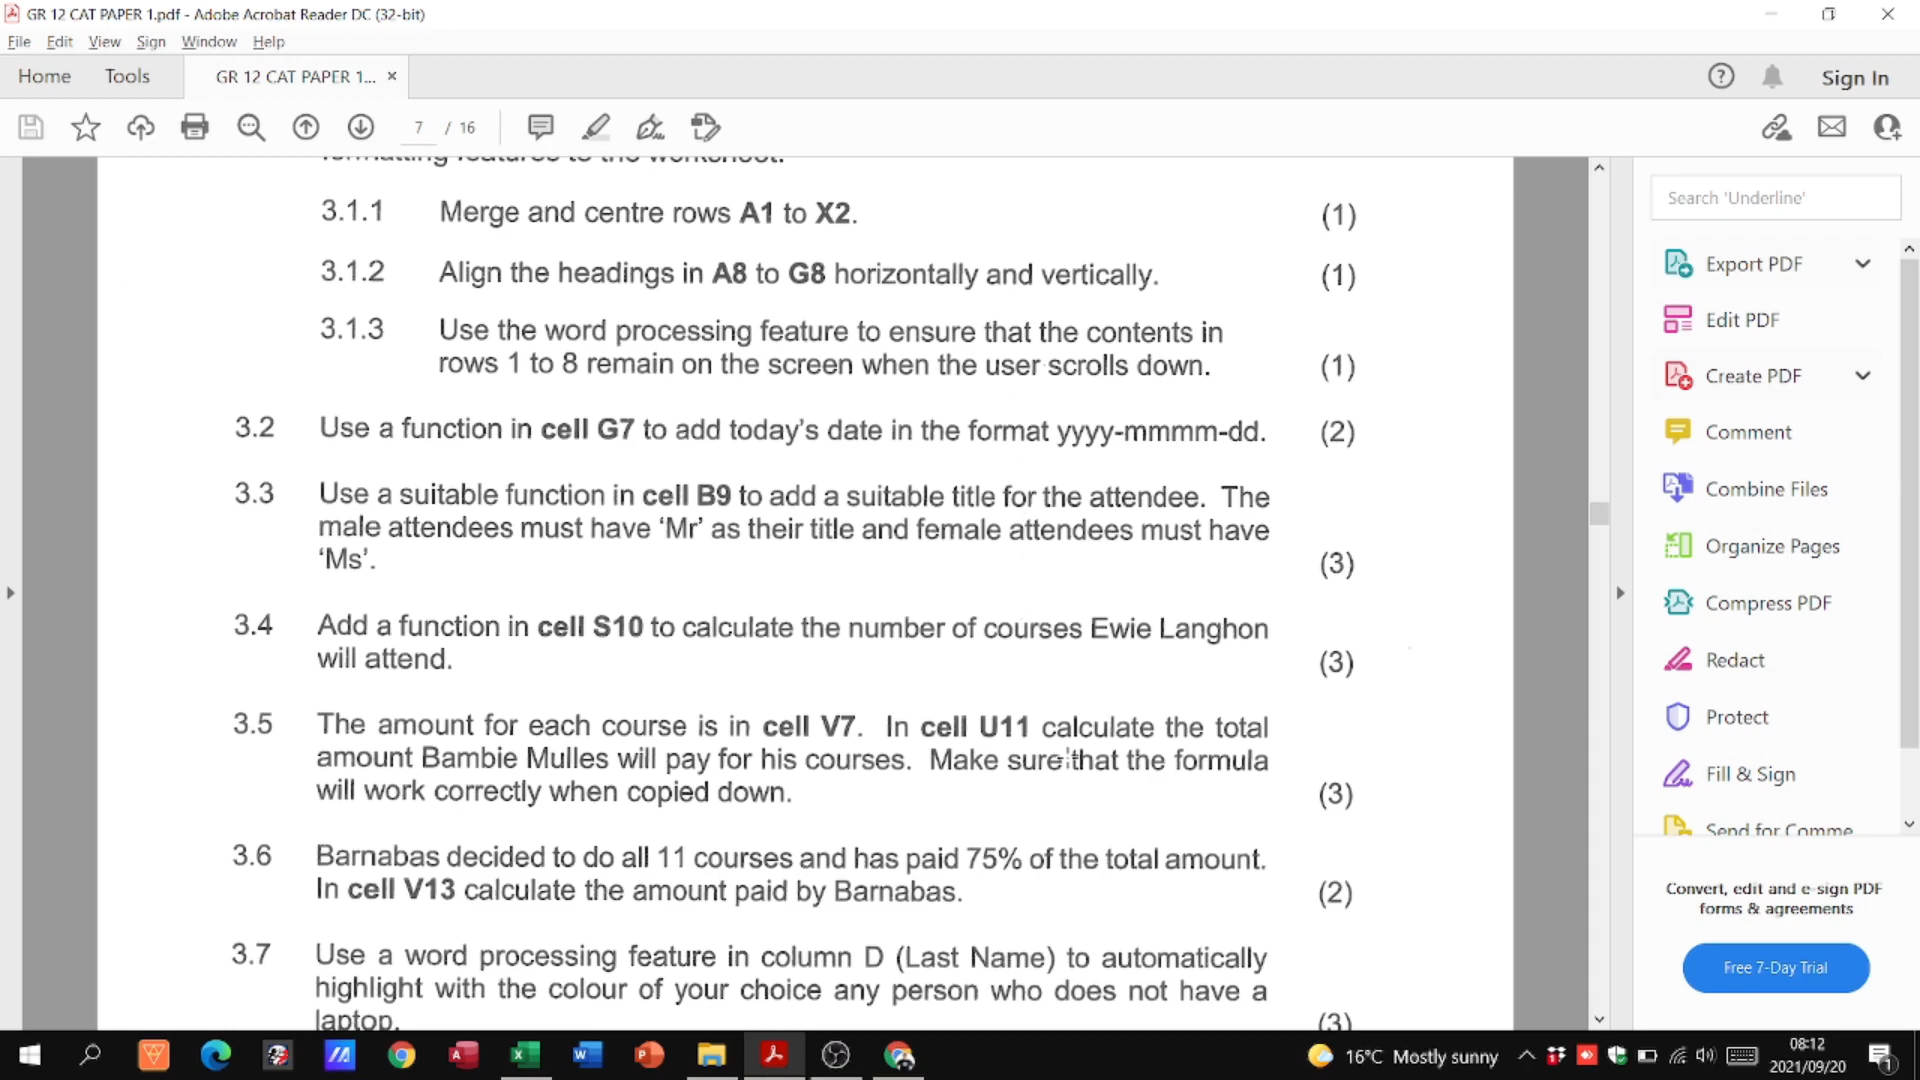 GR 12 CAT PAPER 1.pdf - Adobe Acrobat Reader DC (32-bit)
File Edit View Sign Window Help
Home Tools GR 12 CAT PAPER 1... × Sign In
7 / 16
formatting features to the worksheet.
3.1.1 Merge and centre rows A1 to X2. (1)
3.1.2 Align the headings in A8 to G8 horizontally and vertically. (1)
3.1.3 Use the word processing feature to ensure that the contents in
rows 1 to 8 remain on the screen when the user scrolls down. (1)
3.2 Use a function in cell G7 to add today's date in the format yyyy-mmmm-dd. (2)
3.3 Use a suitable function in cell B9 to add a suitable title for the attendee. The
male attendees must have 'Mr' as their title and female attendees must have
'Ms'. (3)
3.4 Add a function in cell S10 to calculate the number of courses Ewie Langhon
will attend. (3)
3.5 The amount for each course is in cell V7. In cell U11 calculate the total
amount Bambie Mulles will pay for his courses. Make sure that the formula
will work correctly when copied down. (3)
3.6 Barnabas decided to do all 11 courses and has paid 75% of the total amount.
In cell V13 calculate the amount paid by Barnabas. (2)
3.7 Use a word processing feature in column D (Last Name) to automatically
highlight with the colour of your choice any person who does not have a
laptop. (3)
Search 'Underline'
Export PDF
Edit PDF
Create PDF
Comment
Combine Files
Organize Pages
Redact
Compress PDF
Protect
Fill & Sign
Send for Comme
Convert, edit and e-sign PDF
forms & agreements
Free 7-Day Trial
16°C Mostly sunny
08:12
2021/09/20
1